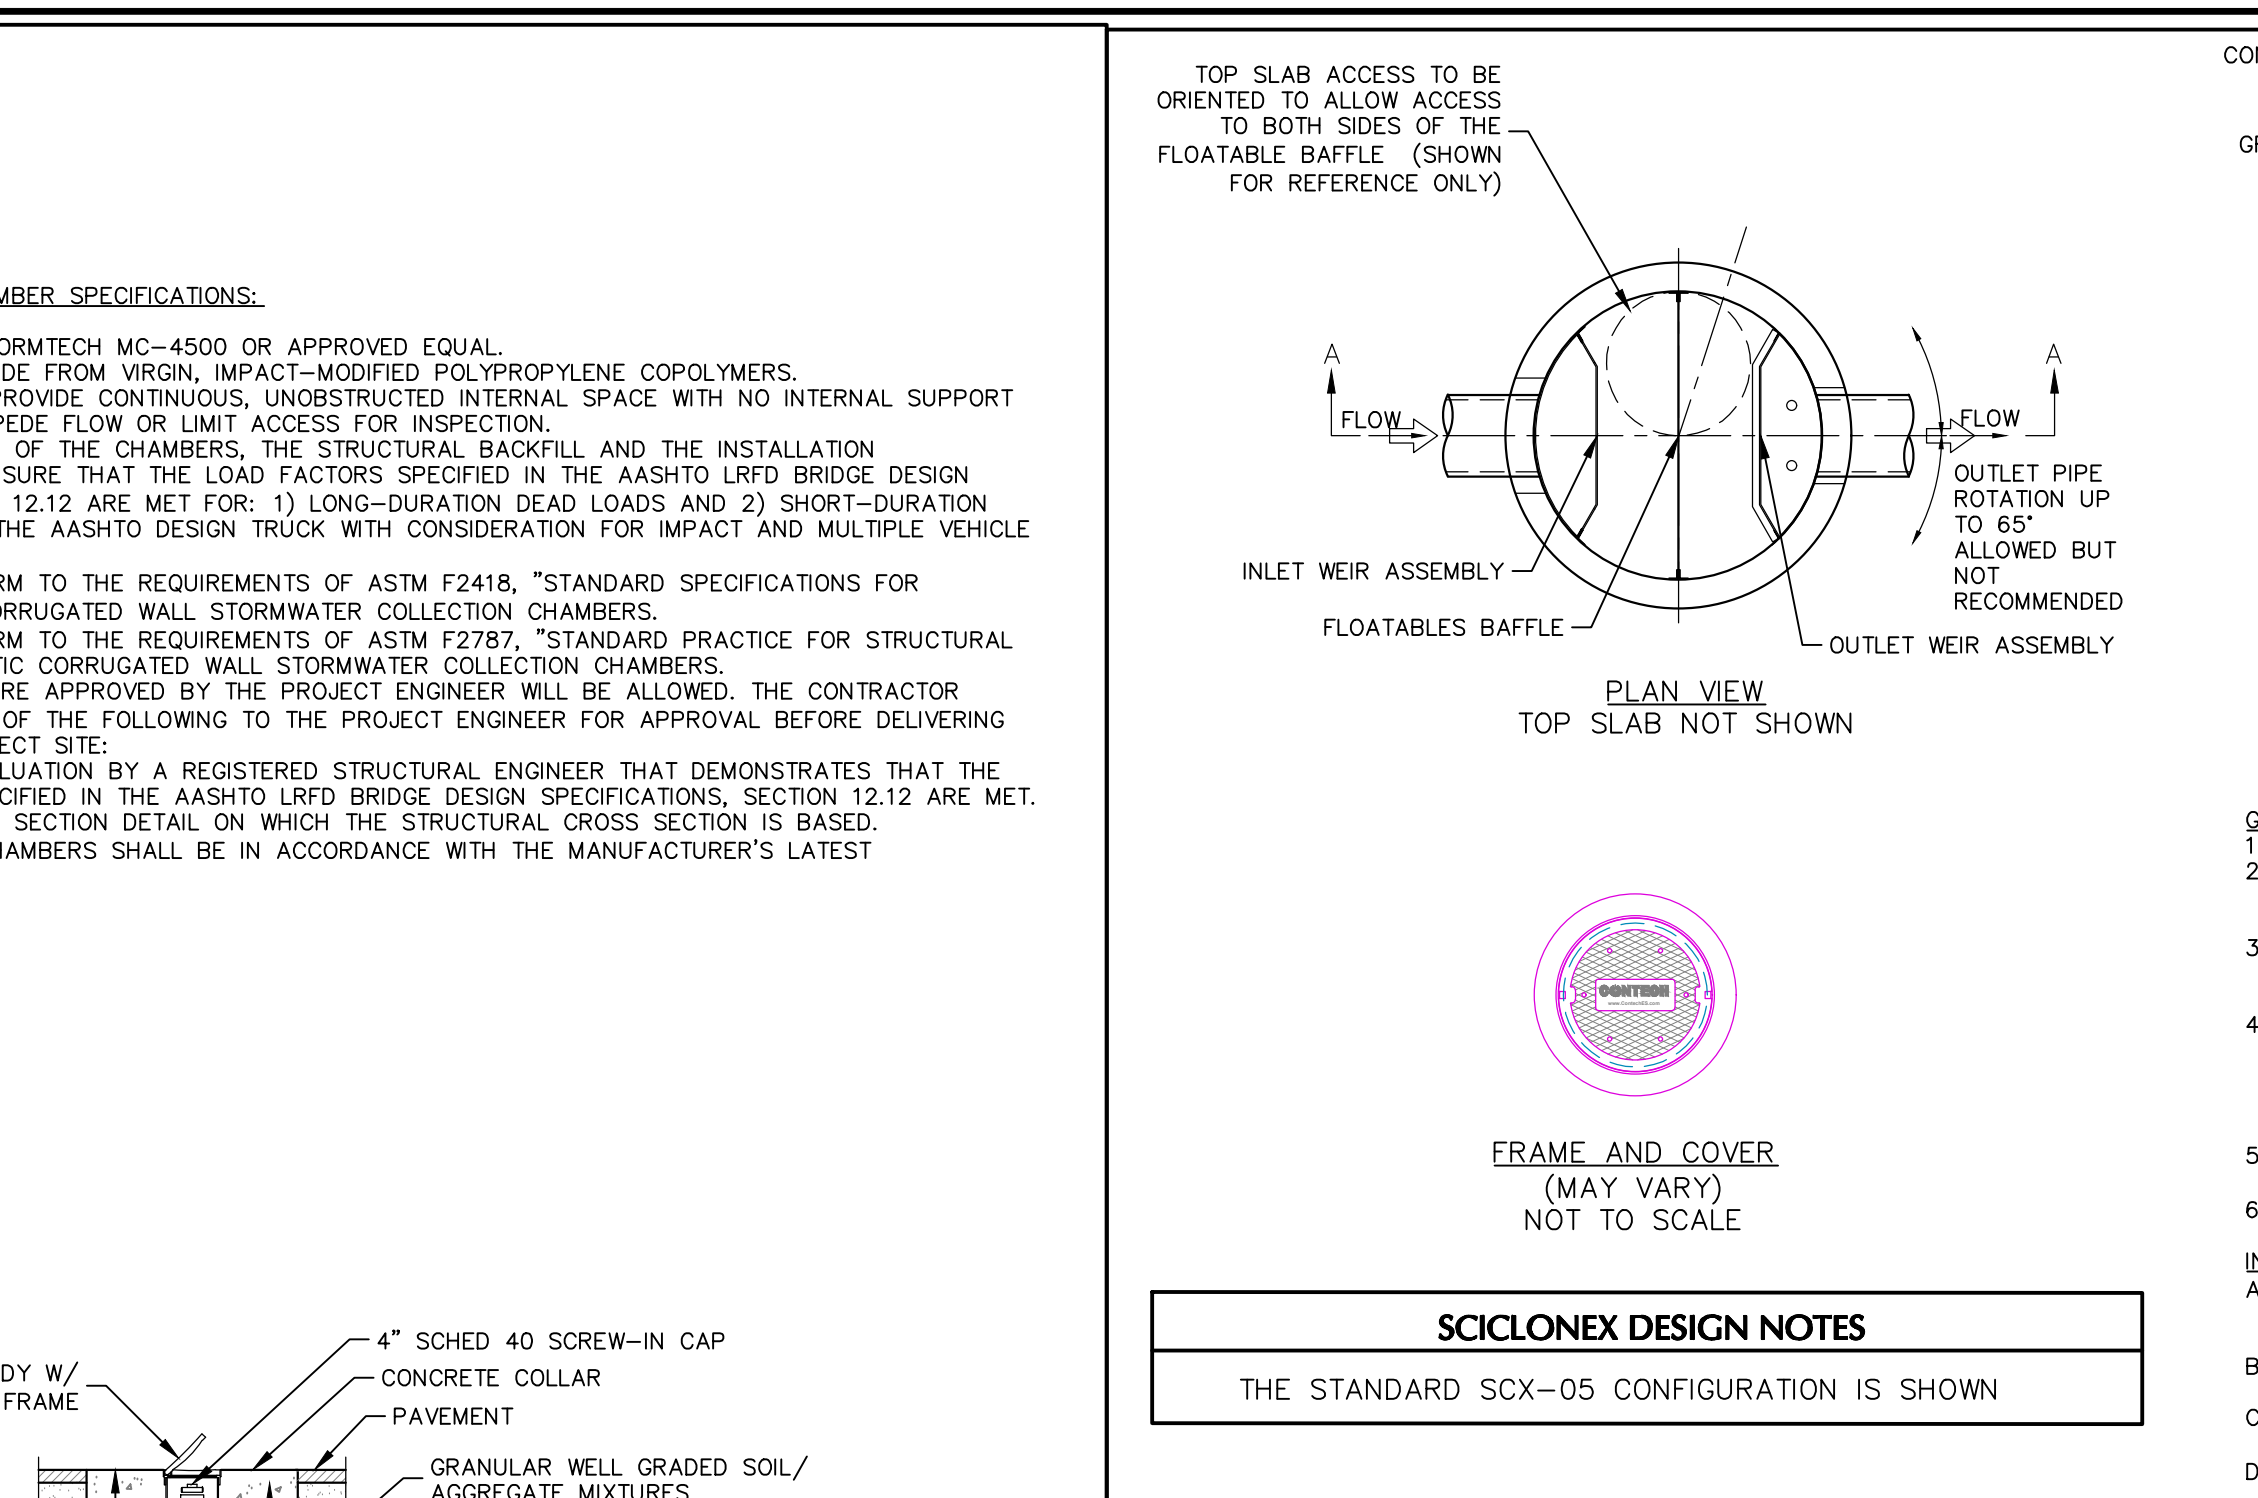 MBER SPECIFICATIONS:
ORMTECH MC-4500 OR APPROVED EQUAL.
DE FROM VIRGIN, IMPACT-MODIFIED POLYPROPYLENE COPOLYMERS.
PROVIDE CONTINUOUS, UNOBSTRUCTED INTERNAL SPACE WITH NO INTERNAL SUPPORT
PEDE FLOW OR LIMIT ACCESS FOR INSPECTION.
OF THE CHAMBERS, THE STRUCTURAL BACKFILL AND THE INSTALLATION
SURE THAT THE LOAD FACTORS SPECIFIED IN THE AASHTO LRFD BRIDGE DESIGN
12.12 ARE MET FOR: 1) LONG-DURATION DEAD LOADS AND 2) SHORT-DURATION
THE AASHTO DESIGN TRUCK WITH CONSIDERATION FOR IMPACT AND MULTIPLE VEHICLE
RM TO THE REQUIREMENTS OF ASTM F2418, "STANDARD SPECIFICATIONS FOR
ORRUGATED WALL STORMWATER COLLECTION CHAMBERS.
RM TO THE REQUIREMENTS OF ASTM F2787, "STANDARD PRACTICE FOR STRUCTURAL
TIC CORRUGATED WALL STORMWATER COLLECTION CHAMBERS.
RE APPROVED BY THE PROJECT ENGINEER WILL BE ALLOWED. THE CONTRACTOR
OF THE FOLLOWING TO THE PROJECT ENGINEER FOR APPROVAL BEFORE DELIVERING
ECT SITE:
LUATION BY A REGISTERED STRUCTURAL ENGINEER THAT DEMONSTRATES THAT THE
CIFIED IN THE AASHTO LRFD BRIDGE DESIGN SPECIFICATIONS, SECTION 12.12 ARE MET.
SECTION DETAIL ON WHICH THE STRUCTURAL CROSS SECTION IS BASED.
HAMBERS SHALL BE IN ACCORDANCE WITH THE MANUFACTURER'S LATEST
4" SCHED 40 SCREW-IN CAP
DY W/
FRAME
CONCRETE COLLAR
PAVEMENT
GRANULAR WELL GRADED SOIL/
AGGREGATE MIXTURES
TOP SLAB ACCESS TO BE
ORIENTED TO ALLOW ACCESS
TO BOTH SIDES OF THE
FLOATABLE BAFFLE (SHOWN
FOR REFERENCE ONLY)
A
A
FLOW
FLOW
OUTLET PIPE
ROTATION UP
TO 65°
ALLOWED BUT
NOT
RECOMMENDED
INLET WEIR ASSEMBLY
FLOATABLES BAFFLE
OUTLET WEIR ASSEMBLY
PLAN VIEW
TOP SLAB NOT SHOWN
CONTECH
www.ContechES.com
FRAME AND COVER
(MAY VARY)
NOT TO SCALE
SCICLONEX DESIGN NOTES
THE STANDARD SCX-05 CONFIGURATION IS SHOWN
1
2
3
4
5
6
A
B
D